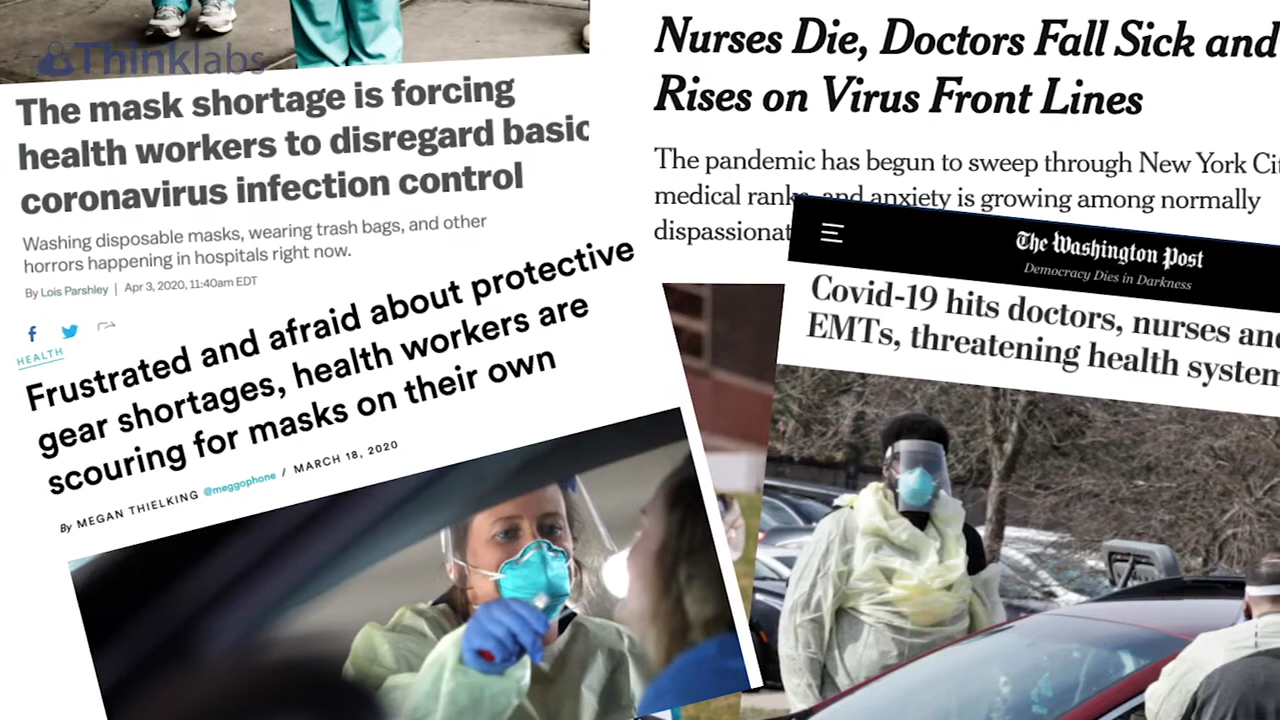 Thinklabs
The mask shortage is forcing
health workers to disregard basic
coronavirus infection control
Washing disposable masks, wearing trash bags, and other
horrors happening in hospitals right now.
By Lois Parshley | Apr 3, 2020, 11:40am EDT
HEALTH
Frustrated and afraid about protective
gear shortages, health workers are
scouring for masks on their own
By MEGAN THIELKING @meggophone / MARCH 18, 2020
Nurses Die, Doctors Fall Sick and
Rises on Virus Front Lines
The pandemic has begun to sweep through New York Cit
medical ranks, and anxiety is growing among normally
dispassionat
The Washington Post
Democracy Dies in Darkness
Covid-19 hits doctors, nurses and
EMTs, threatening health system